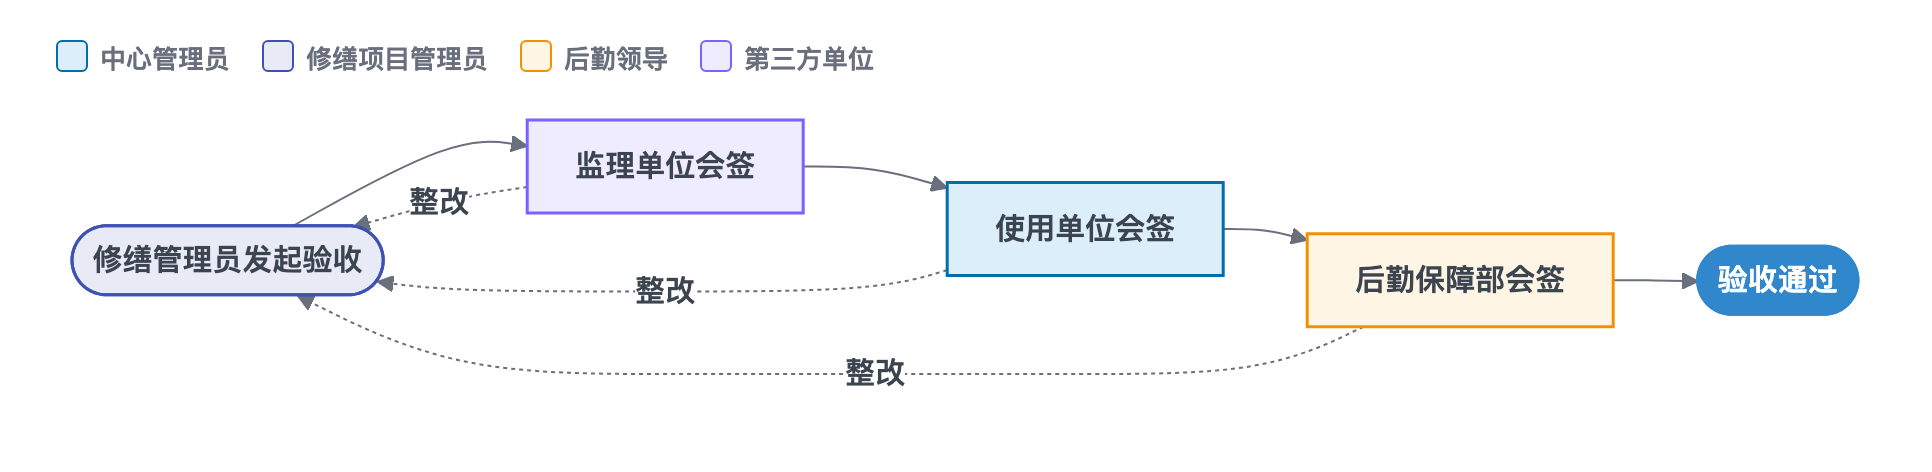 中心管理员
修缮项目管理员
后勤领导
第三方单位
监理单位会签
整改
使用单位会签
修缮管理员发起验收
后勤保障部会签
验收通过
整改
整改